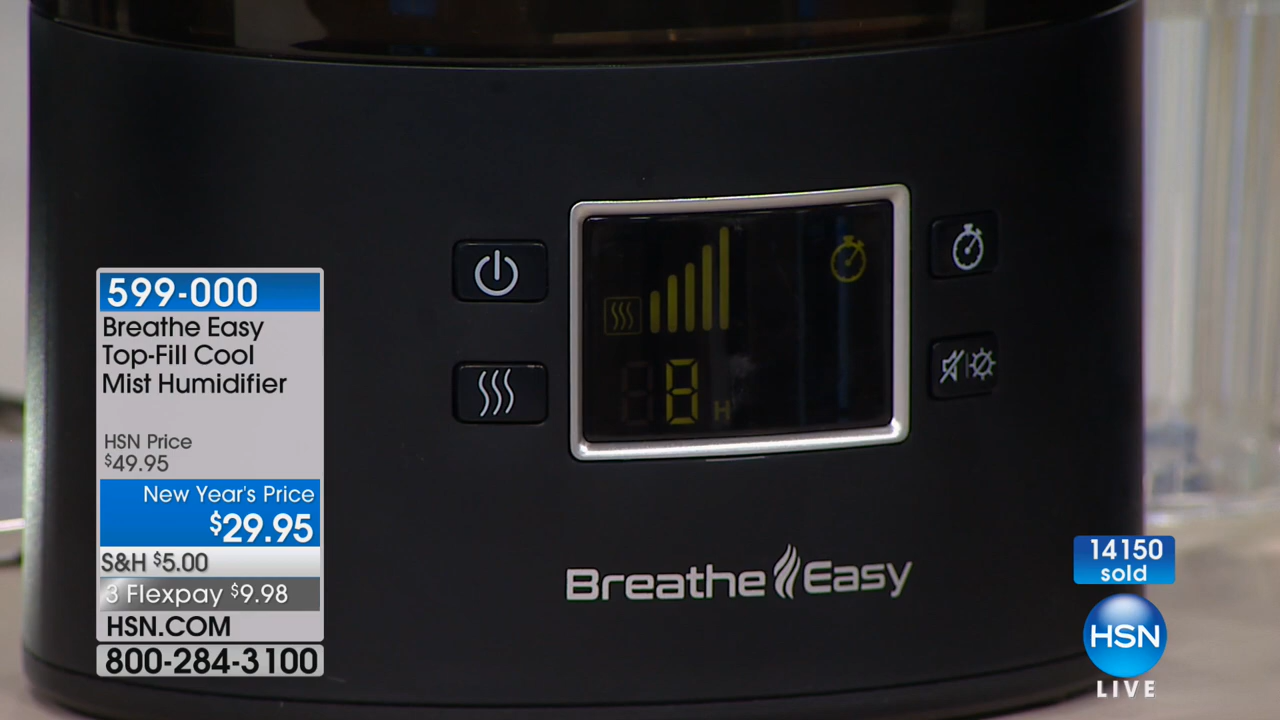 599-000
Breathe Easy
Top-Fill Cool
Mist Humidifier
HSN Price
$49.95
New Year's Price
$29.95
S&H $5.00
3 Flexpay $9.98
HSN.COM
800-284-3100
8 H
Breathe Easy
14150
sold
HSN
LIVE